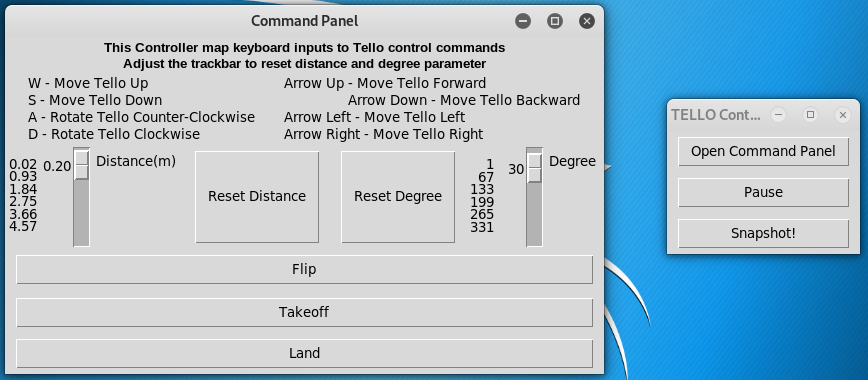 Command Panel
This Controller map keyboard inputs to Tello control commands
Adjust the trackbar to reset distance and degree parameter
W - Move Tello Up
S - Move Tello Down
A - Rotate Tello Counter-Clockwise
D - Rotate Tello Clockwise
Arrow Up - Move Tello Forward
Arrow Down - Move Tello Backward
Arrow Left - Move Tello Left
Arrow Right - Move Tello Right
0.02
0.93
1.84
2.75
3.66
4.57
0.20
Distance(m)
Reset Distance
Reset Degree
1
67
133
199
265
331
30
Degree
Flip
Takeoff
Land
TELLO Cont...
Open Command Panel
Pause
Snapshot!